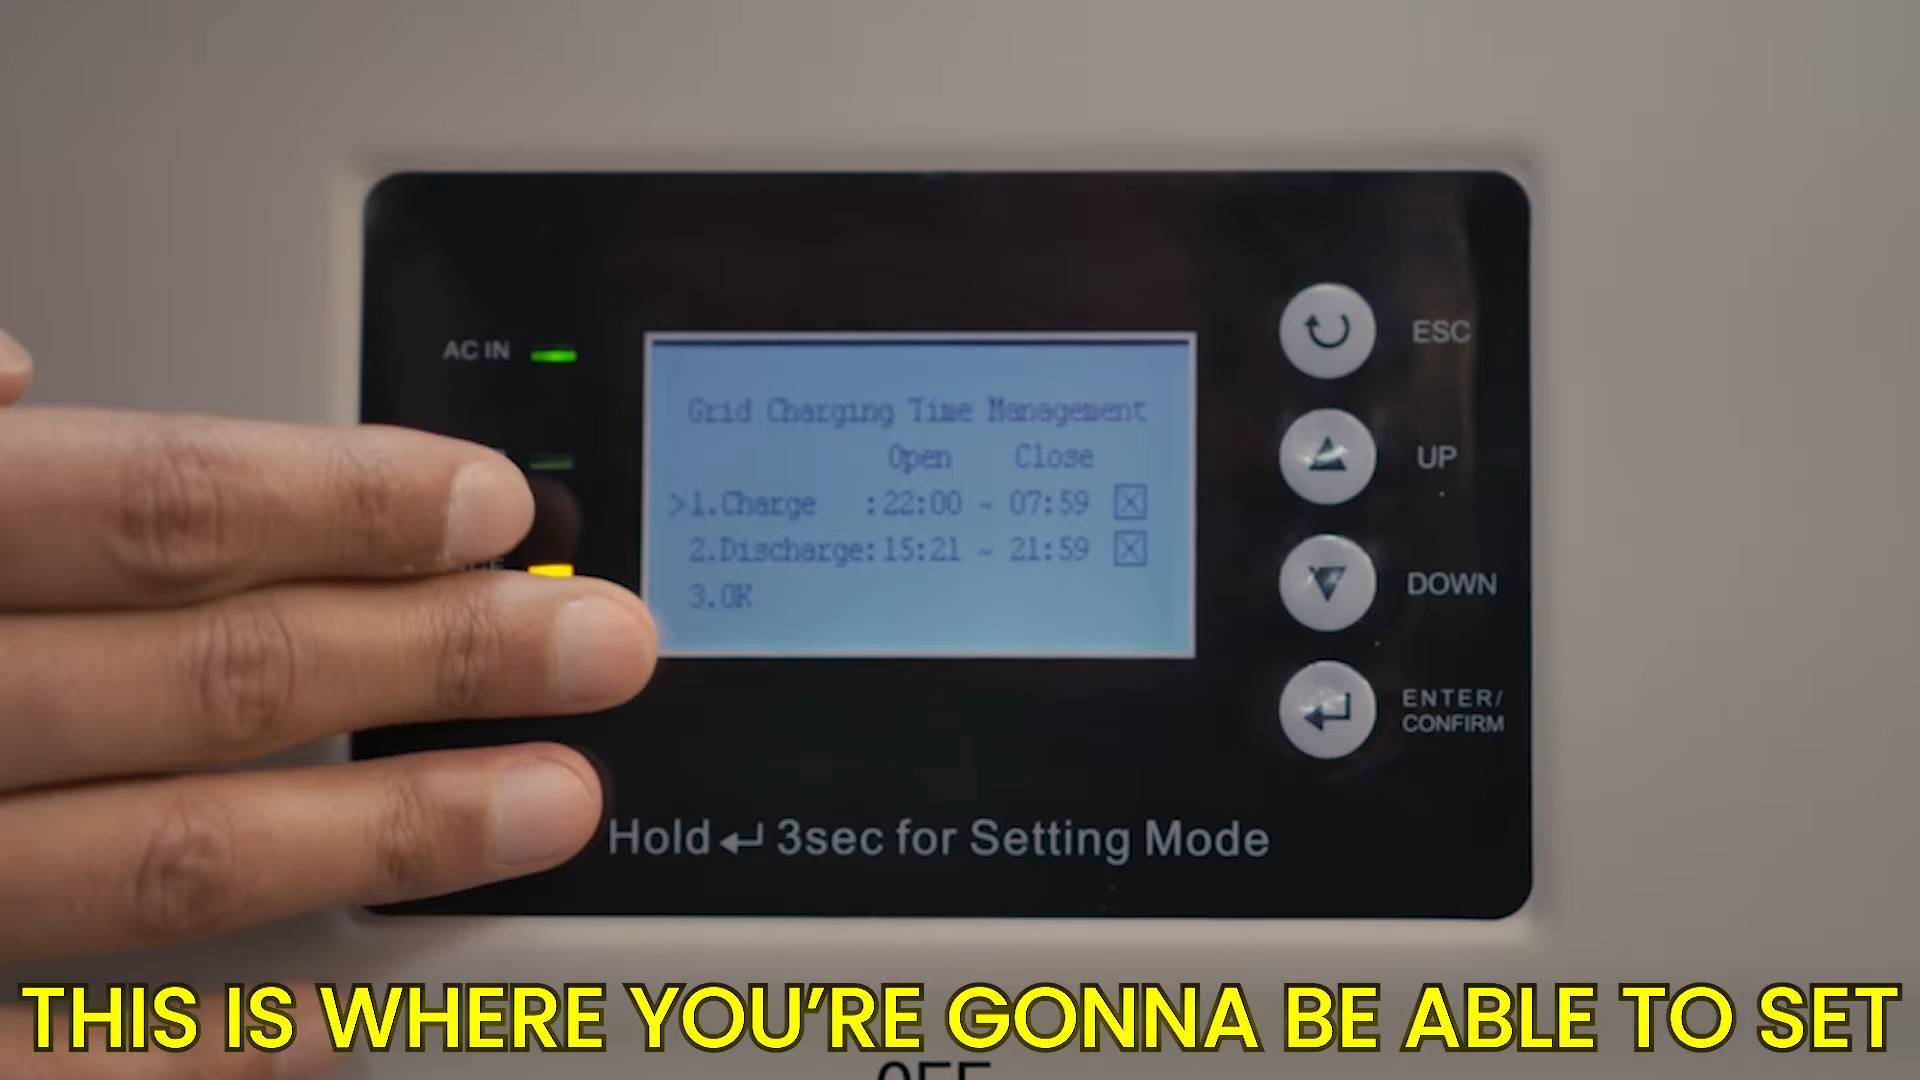 AC IN
Grid Charging Time Management
Open Close
>1.Charge :22:00 ~ 07:59
2.Discharge:15:21 ~ 21:59
3.OK
ESC
UP
DOWN
ENTER/
CONFIRM
Hold ↵ 3sec for Setting Mode
THIS IS WHERE YOU'RE GONNA BE ABLE TO SET
OFF